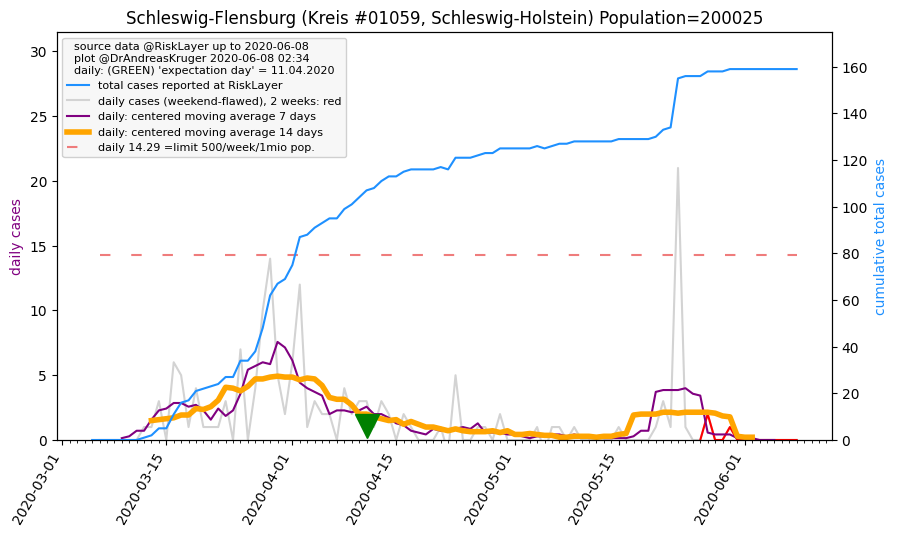 Schleswig-Flensburg (Kreis #01059, Schleswig-Holstein) Population=200025
source data @RiskLayer up to 2020-06-08
plot @DrAndreasKruger 2020-06-08 02:34
daily: (GREEN) 'expectation day' = 11.04.2020
total cases reported at RiskLayer
daily cases (weekend-flawed), 2 weeks: red
daily: centered moving average 7 days
daily: centered moving average 14 days
daily 14.29 =limit 500/week/1mio pop.
daily cases
30
25
20
15
10
5
0
cumulative total cases
160
140
120
100
80
60
40
20
0
2020-03-01
2020-03-15
2020-04-01
2020-04-15
2020-05-01
2020-05-15
2020-06-01